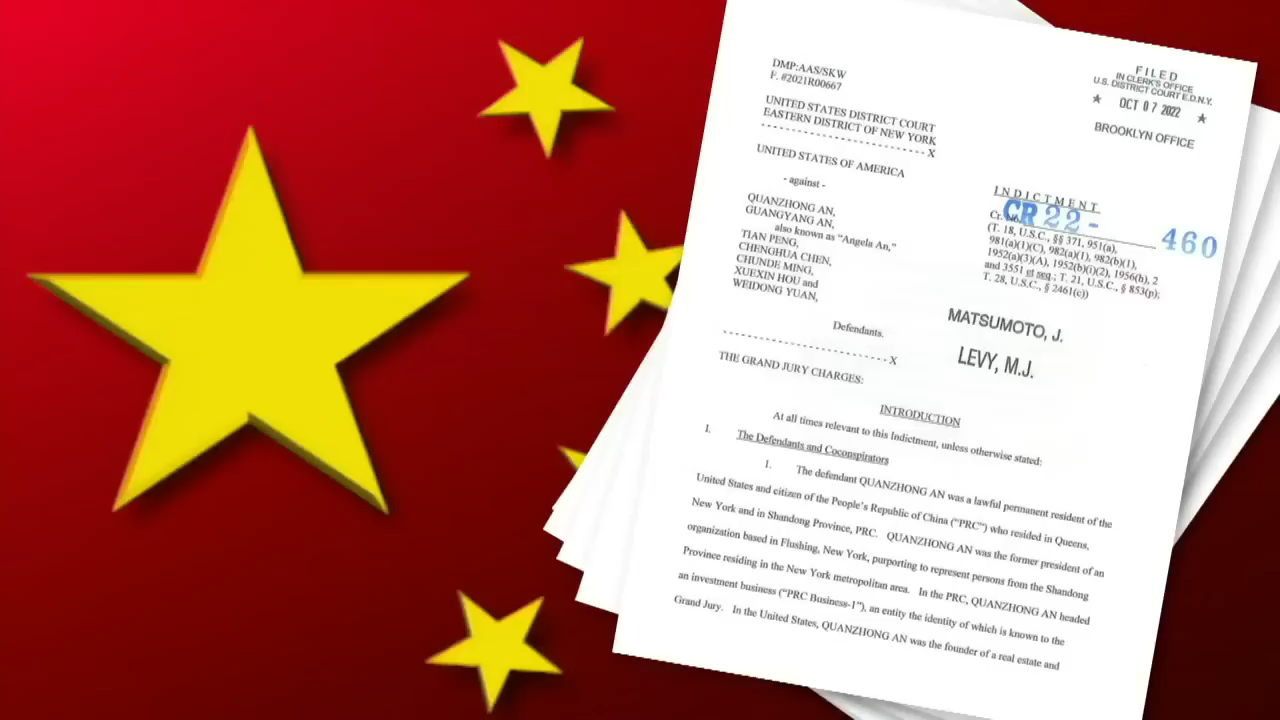 DMP:AAS/SKW
F. #2021R00667
FILED
IN CLERK'S OFFICE
U.S. DISTRICT COURT E.D.N.Y.
★ OCT 07 2022 ★
BROOKLYN OFFICE
UNITED STATES DISTRICT COURT
EASTERN DISTRICT OF NEW YORK
- - - - - - - - - - - - - - - - - - - - - - - - - - - X
UNITED STATES OF AMERICA
- against -
QUANZHONG AN,
GUANGYANG AN,
also known as “Angela An,”
TIAN PENG,
CHENGHUA CHEN,
CHUNDE MING,
XUEXIN HOU and
WEIDONG YUAN,
Defendants.
- - - - - - - - - - - - - - - - - - - - - - - - - - - X
INDICTMENT
Cr. No. CR 22 - 460
(T. 18, U.S.C., §§ 371, 951(a),
981(a)(1)(C), 982(a)(1), 982(b)(1),
1952(a)(3)(A), 1952(b)(i)(2), 1956(h), 2
and 3551 et seq.; T. 21, U.S.C., § 853(p);
T. 28, U.S.C., § 2461(c))
MATSUMOTO, J.
LEVY, M.J.
THE GRAND JURY CHARGES:
INTRODUCTION
At all times relevant to this Indictment, unless otherwise stated:
I. The Defendants and Coconspirators
1. The defendant QUANZHONG AN was a lawful permanent resident of the
United States and citizen of the People’s Republic of China (“PRC”) who resided in Queens,
New York and in Shandong Province, PRC. QUANZHONG AN was the former president of an
organization based in Flushing, New York, purporting to represent persons from the Shandong
Province residing in the New York metropolitan area. In the PRC, QUANZHONG AN headed
an investment business (“PRC Business-1”), an entity the identity of which is known to the
Grand Jury. In the United States, QUANZHONG AN was the founder of a real estate and